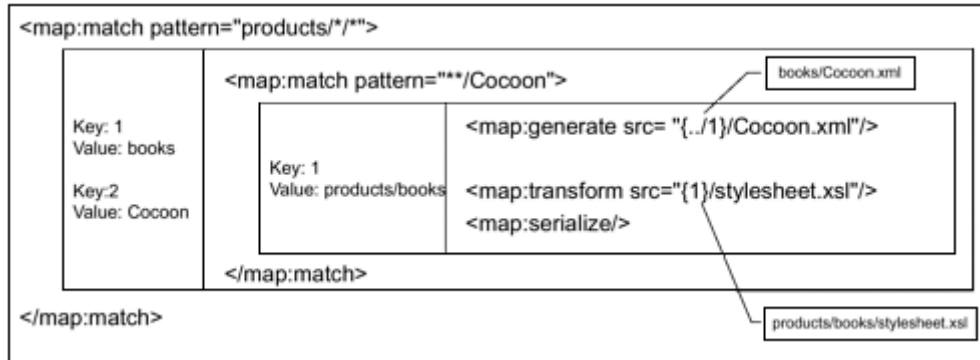 <map:match pattern="products/*/*">
<map:match pattern="**/Cocoon">
books/Cocoon.xml
Key: 1
Value: books
Key:2
Value: Cocoon
Key: 1
Value: products/books
<map:generate src= "{../1}/Cocoon.xml"/>
<map:transform src="{1}/stylesheet.xsl"/>
<map:serialize/>
</map:match>
</map:match>
products/books/stylesheet.xsl